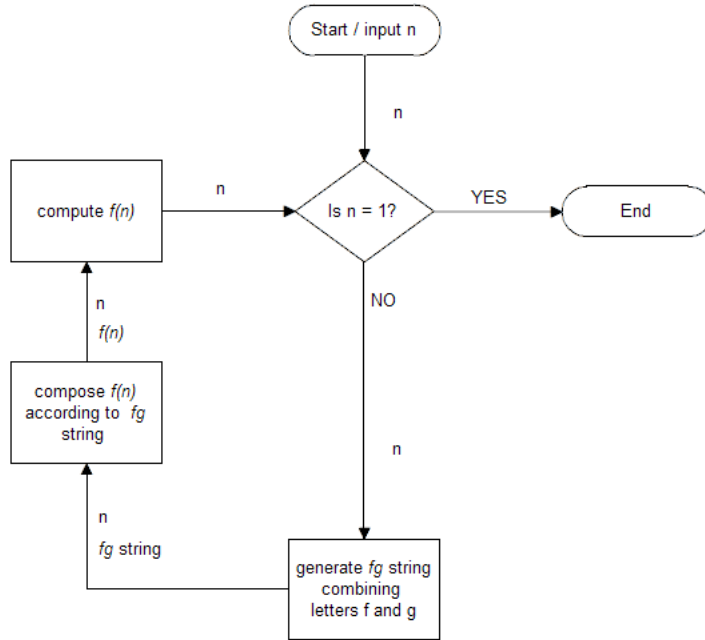 Start / input n
n
Is n = 1?
YES
End
NO
n
generate fg string
combining
letters f and g
n
fg string
compose f(n)
according to fg
string
n
f(n)
compute f(n)
n